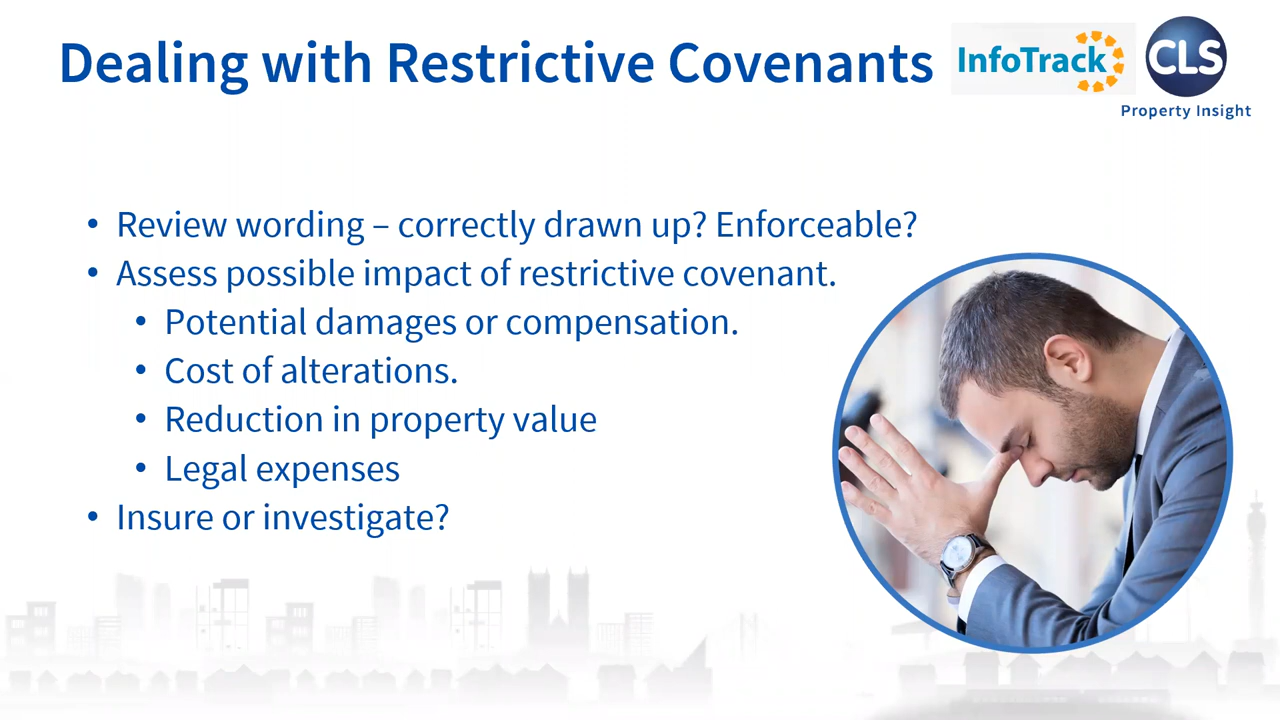 Dealing with Restrictive Covenants
InfoTrack
CLS
Property Insight
• Review wording – correctly drawn up? Enforceable?
• Assess possible impact of restrictive covenant.
• Potential damages or compensation.
• Cost of alterations.
• Reduction in property value
• Legal expenses
• Insure or investigate?